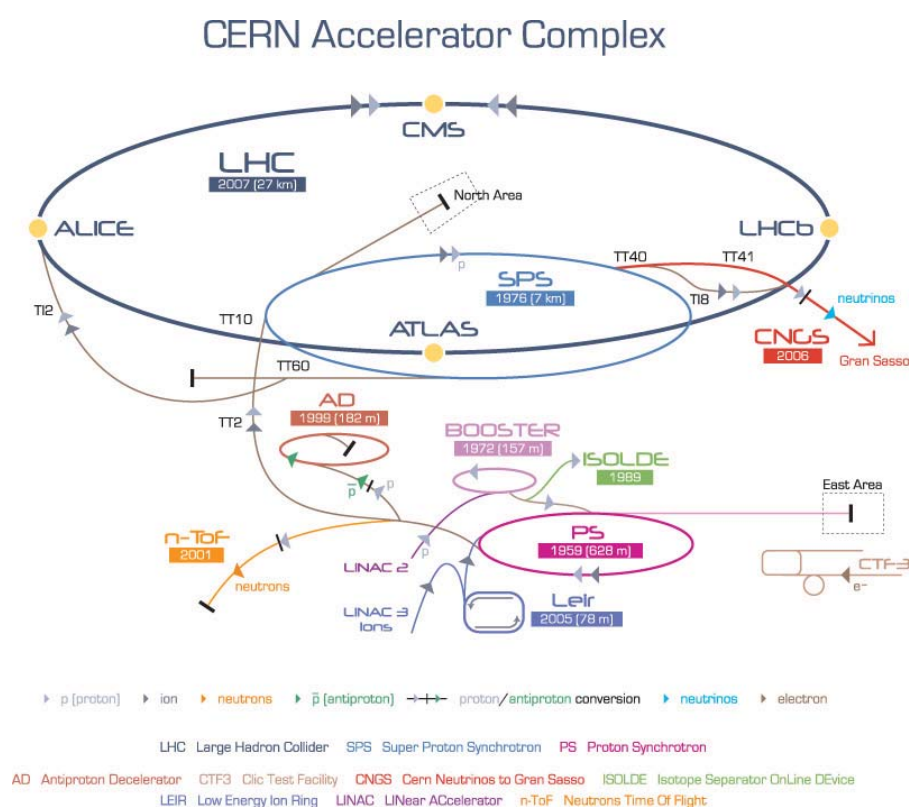 CERN Accelerator Complex
CMS
LHC
2007 (27 km)
North Area
ALICE
LHCb
TT40
TT41
SPS
1976 (7 km)
p
TI8
neutrinos
TI2
TT10
ATLAS
CNGS
2006
Gran Sasso
TT60
AD
1999 (182 m)
TT2
BOOSTER
1972 (157 m)
ISOLDE
1989
East Area
p
p̅
n-ToF
2001
PS
1959 (628 m)
p
LINAC 2
neutrons
CTF-3
e-
LINAC 3
Ions
Leir
2005 (78 m)
p (proton) ion neutrons p̅ (antiproton) proton/antiproton conversion neutrinos electron
LHC Large Hadron Collider SPS Super Proton Synchrotron PS Proton Synchrotron
AD Antiproton Decelerator CTF3 Clic Test Facility CNGS Cern Neutrinos to Gran Sasso ISOLDE Isotope Separator OnLine DEvice
LEIR Low Energy Ion Ring LINAC LINear ACcelerator n-ToF Neutrons Time Of Flight